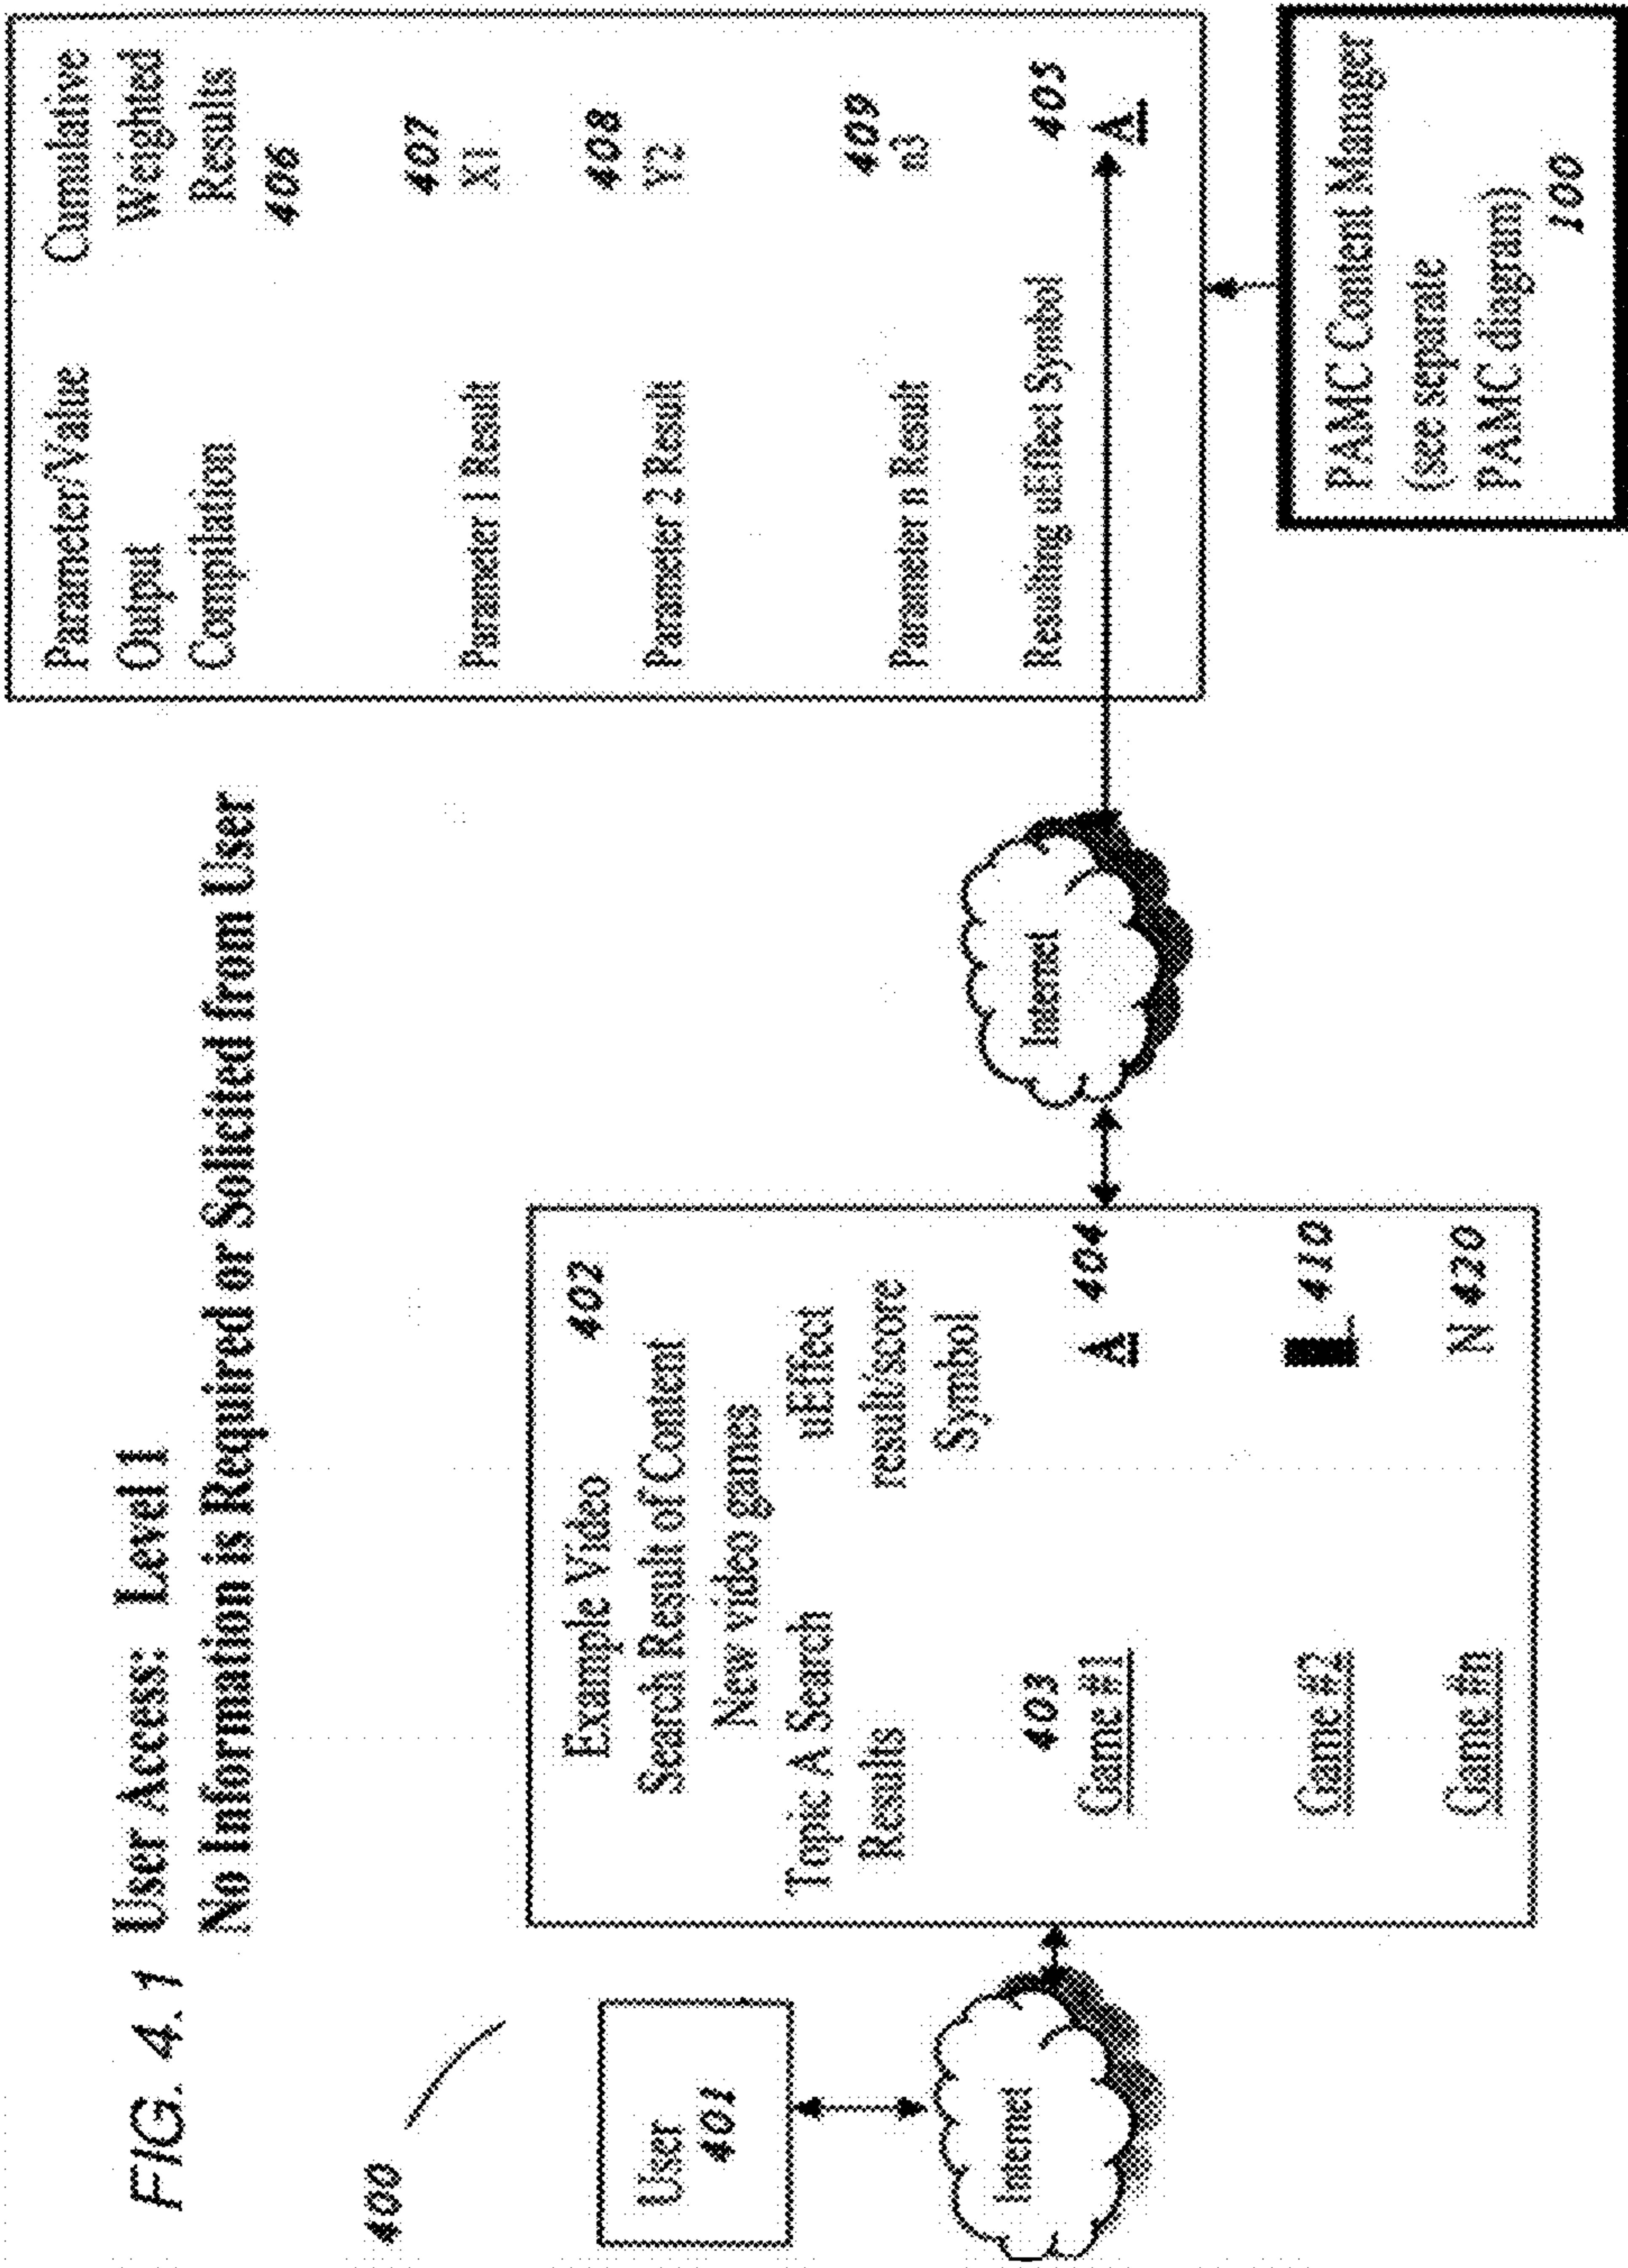 FIG. 4.1 User Access: Level 1
No Information is Required or Solicited from User
400
User
401
Internet
Example Video 402
Search Result of Content
New video games
Topic A Search uEffect
Results result/score
Symbol
403
Game #1 A 404
Game #2 L 410
Game #n N 420
Internet
Parameter/Value Cumulative
Output Weighted
Compilation Results
406
407
Parameter 1 Result X1
408
Parameter 2 Result Y2
409
Parameter n Result n3
Resulting uEffect Symbol 405
A
PAMC Content Manager
(see separate
PAMC diagram)
100